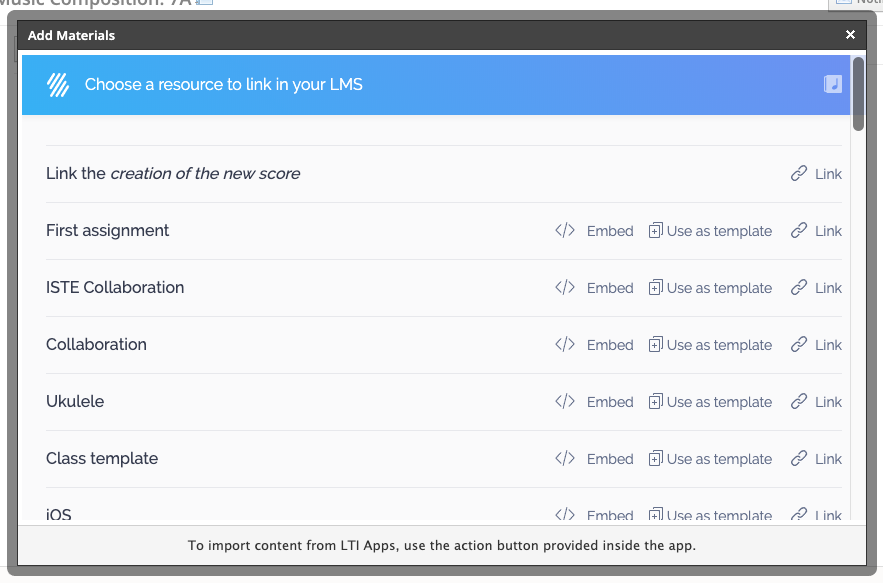 Music Composition: 7A
Add Materials
Choose a resource to link in your LMS
Link the creation of the new score Link
First assignment Embed Use as template Link
ISTE Collaboration Embed Use as template Link
Collaboration Embed Use as template Link
Ukulele Embed Use as template Link
Class template Embed Use as template Link
iOS Embed Use as template Link
To import content from LTI Apps, use the action button provided inside the app.